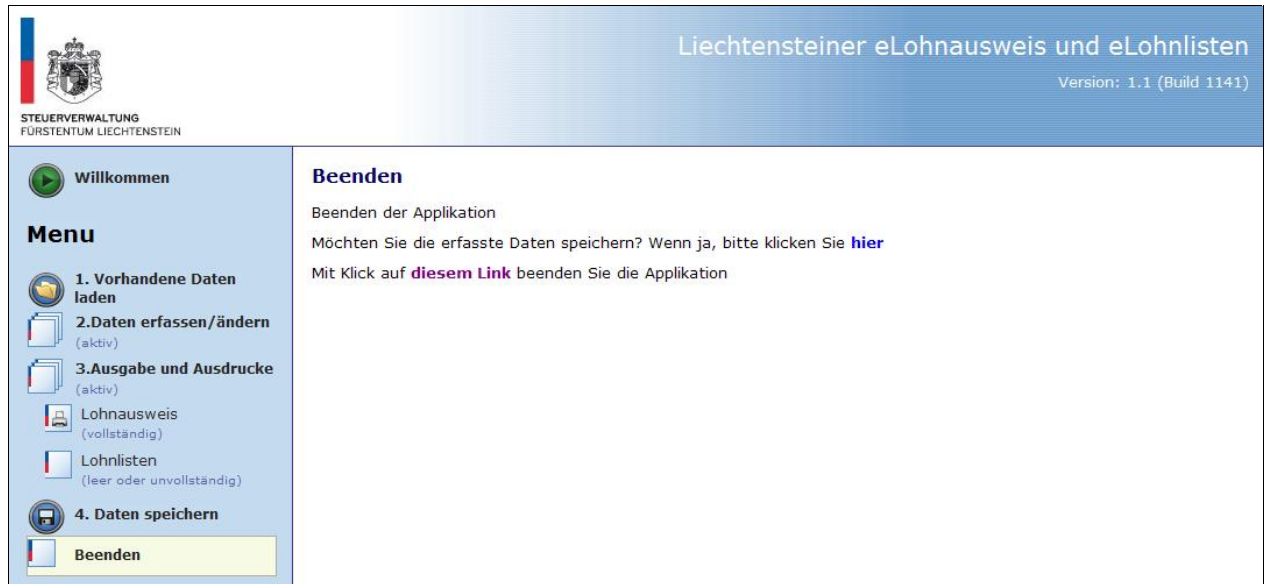 Liechtensteiner eLohnausweis und eLohnlisten
Version: 1.1 (Build 1141)
STEUERVERWALTUNG
FÜRSTENTUM LIECHTENSTEIN
Willkommen
Menu
1. Vorhandene Daten
laden
2.Daten erfassen/ändern
(aktiv)
3.Ausgabe und Ausdrucke
(aktiv)
Lohnausweis
(vollständig)
Lohnlisten
(leer oder unvollständig)
4. Daten speichern
Beenden
Beenden
Beenden der Applikation
Möchten Sie die erfasste Daten speichern? Wenn ja, bitte klicken Sie hier
Mit Klick auf diesem Link beenden Sie die Applikation